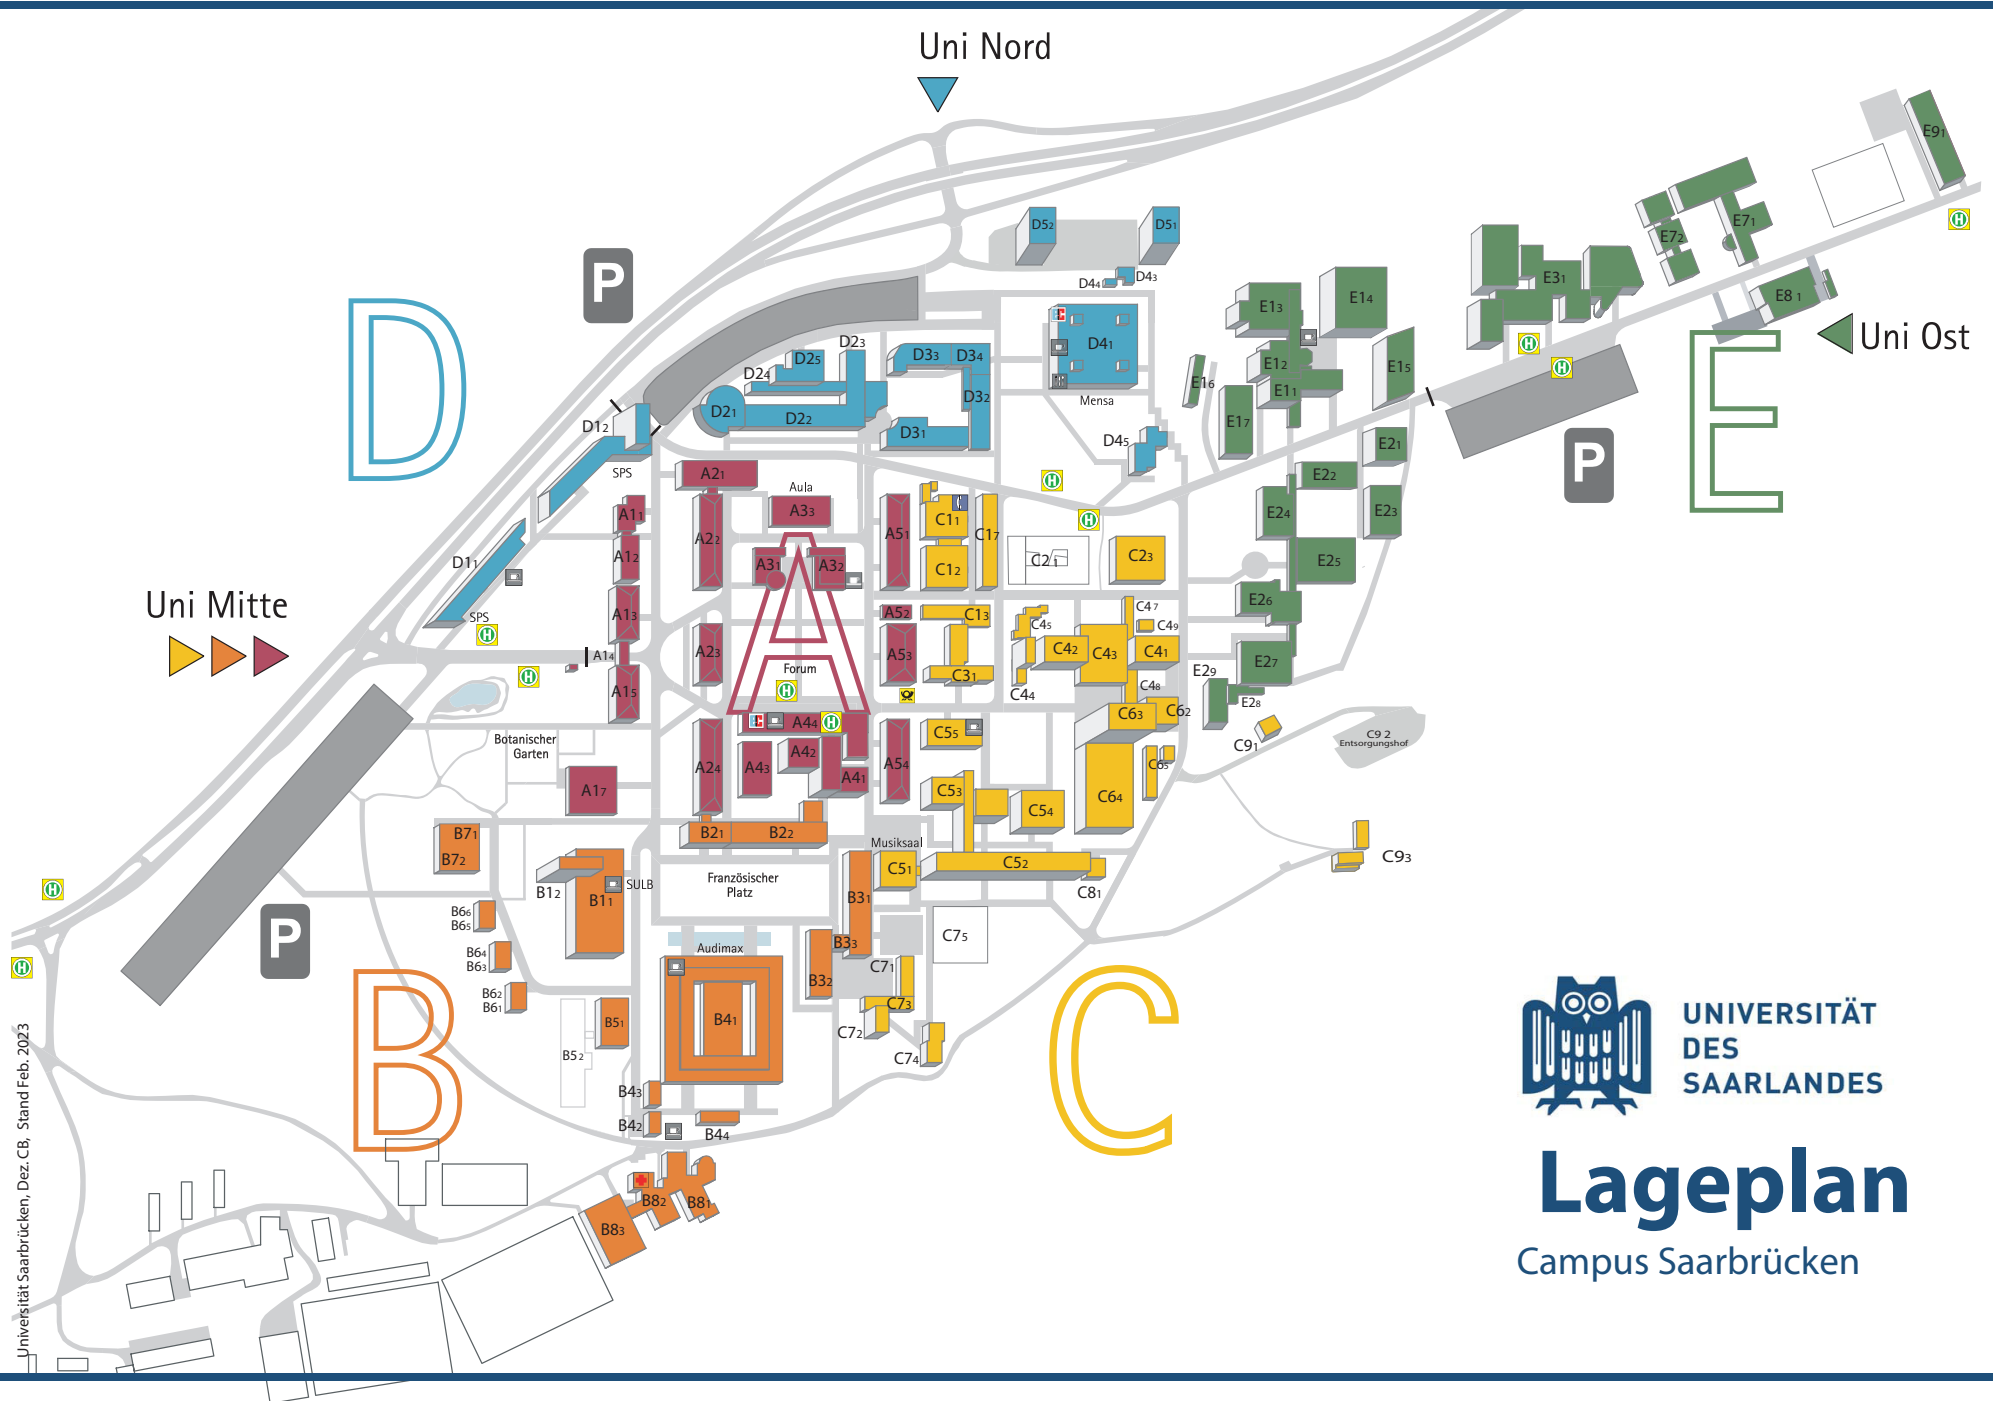 Uni Nord
E9₁
E7₁
E7₂
E3₁
E8 1
Uni Ost
D5₂
D5₁
D4₄
D4₃
P
D
E1₃
E1₄
D4₁
Mensa
D2₃
D2₅
D2₄
D3₃
D3₄
D3₂
D2₁
D2₂
D3₁
D1₂
SPS
E1₂
E1₅
E1₆
E1₁
E1₇
D4₅
E
P
E2₁
E2₂
E2₄
E2₃
E2₅
E2₆
E2₇
E2₉
E2₈
H
A2₁
Aula
A3₃
A1₁
A2₂
A5₁
C1₁
C1₇
A1₂
C1₂
C2₁
C2₃
A3₁
A3₂
D1₁
SPS
Uni Mitte
A1₃
A5₂
C1₃
C4₅
C4₇
C4₉
A1₄
A2₃
A
Forum
A5₃
C3₁
C4₂
C4₃
C4₁
C4₄
C4₈
A1₅
A4₄
C5₅
C6₃
C6₂
C9₁
C9 2
Entsorgungshof
Botanischer
Garten
A2₄
A4₃
A4₂
A4₁
A5₄
C6₅
A1₇
C5₃
C5₄
C6₄
B7₁
B7₂
B2₁
B2₂
Musiksaal
C5₁
C5₂
C8₁
C9₃
B1₂
SULB
B1₁
Französischer
Platz
B3₁
B6₆
B6₅
P
B6₄
B6₃
B6₂
B6₁
Audimax
B3₃
B3₂
C7₅
C7₁
C7₃
C7₂
C7₄
B
C
B5₁
B5₂
B4₁
B4₃
B4₂
B4₄
B8₂
B8₁
B8₃
UNIVERSITÄT
DES
SAARLANDES
Lageplan
Campus Saarbrücken
Universität Saarbrücken, Dez. CB, Stand Feb. 2023